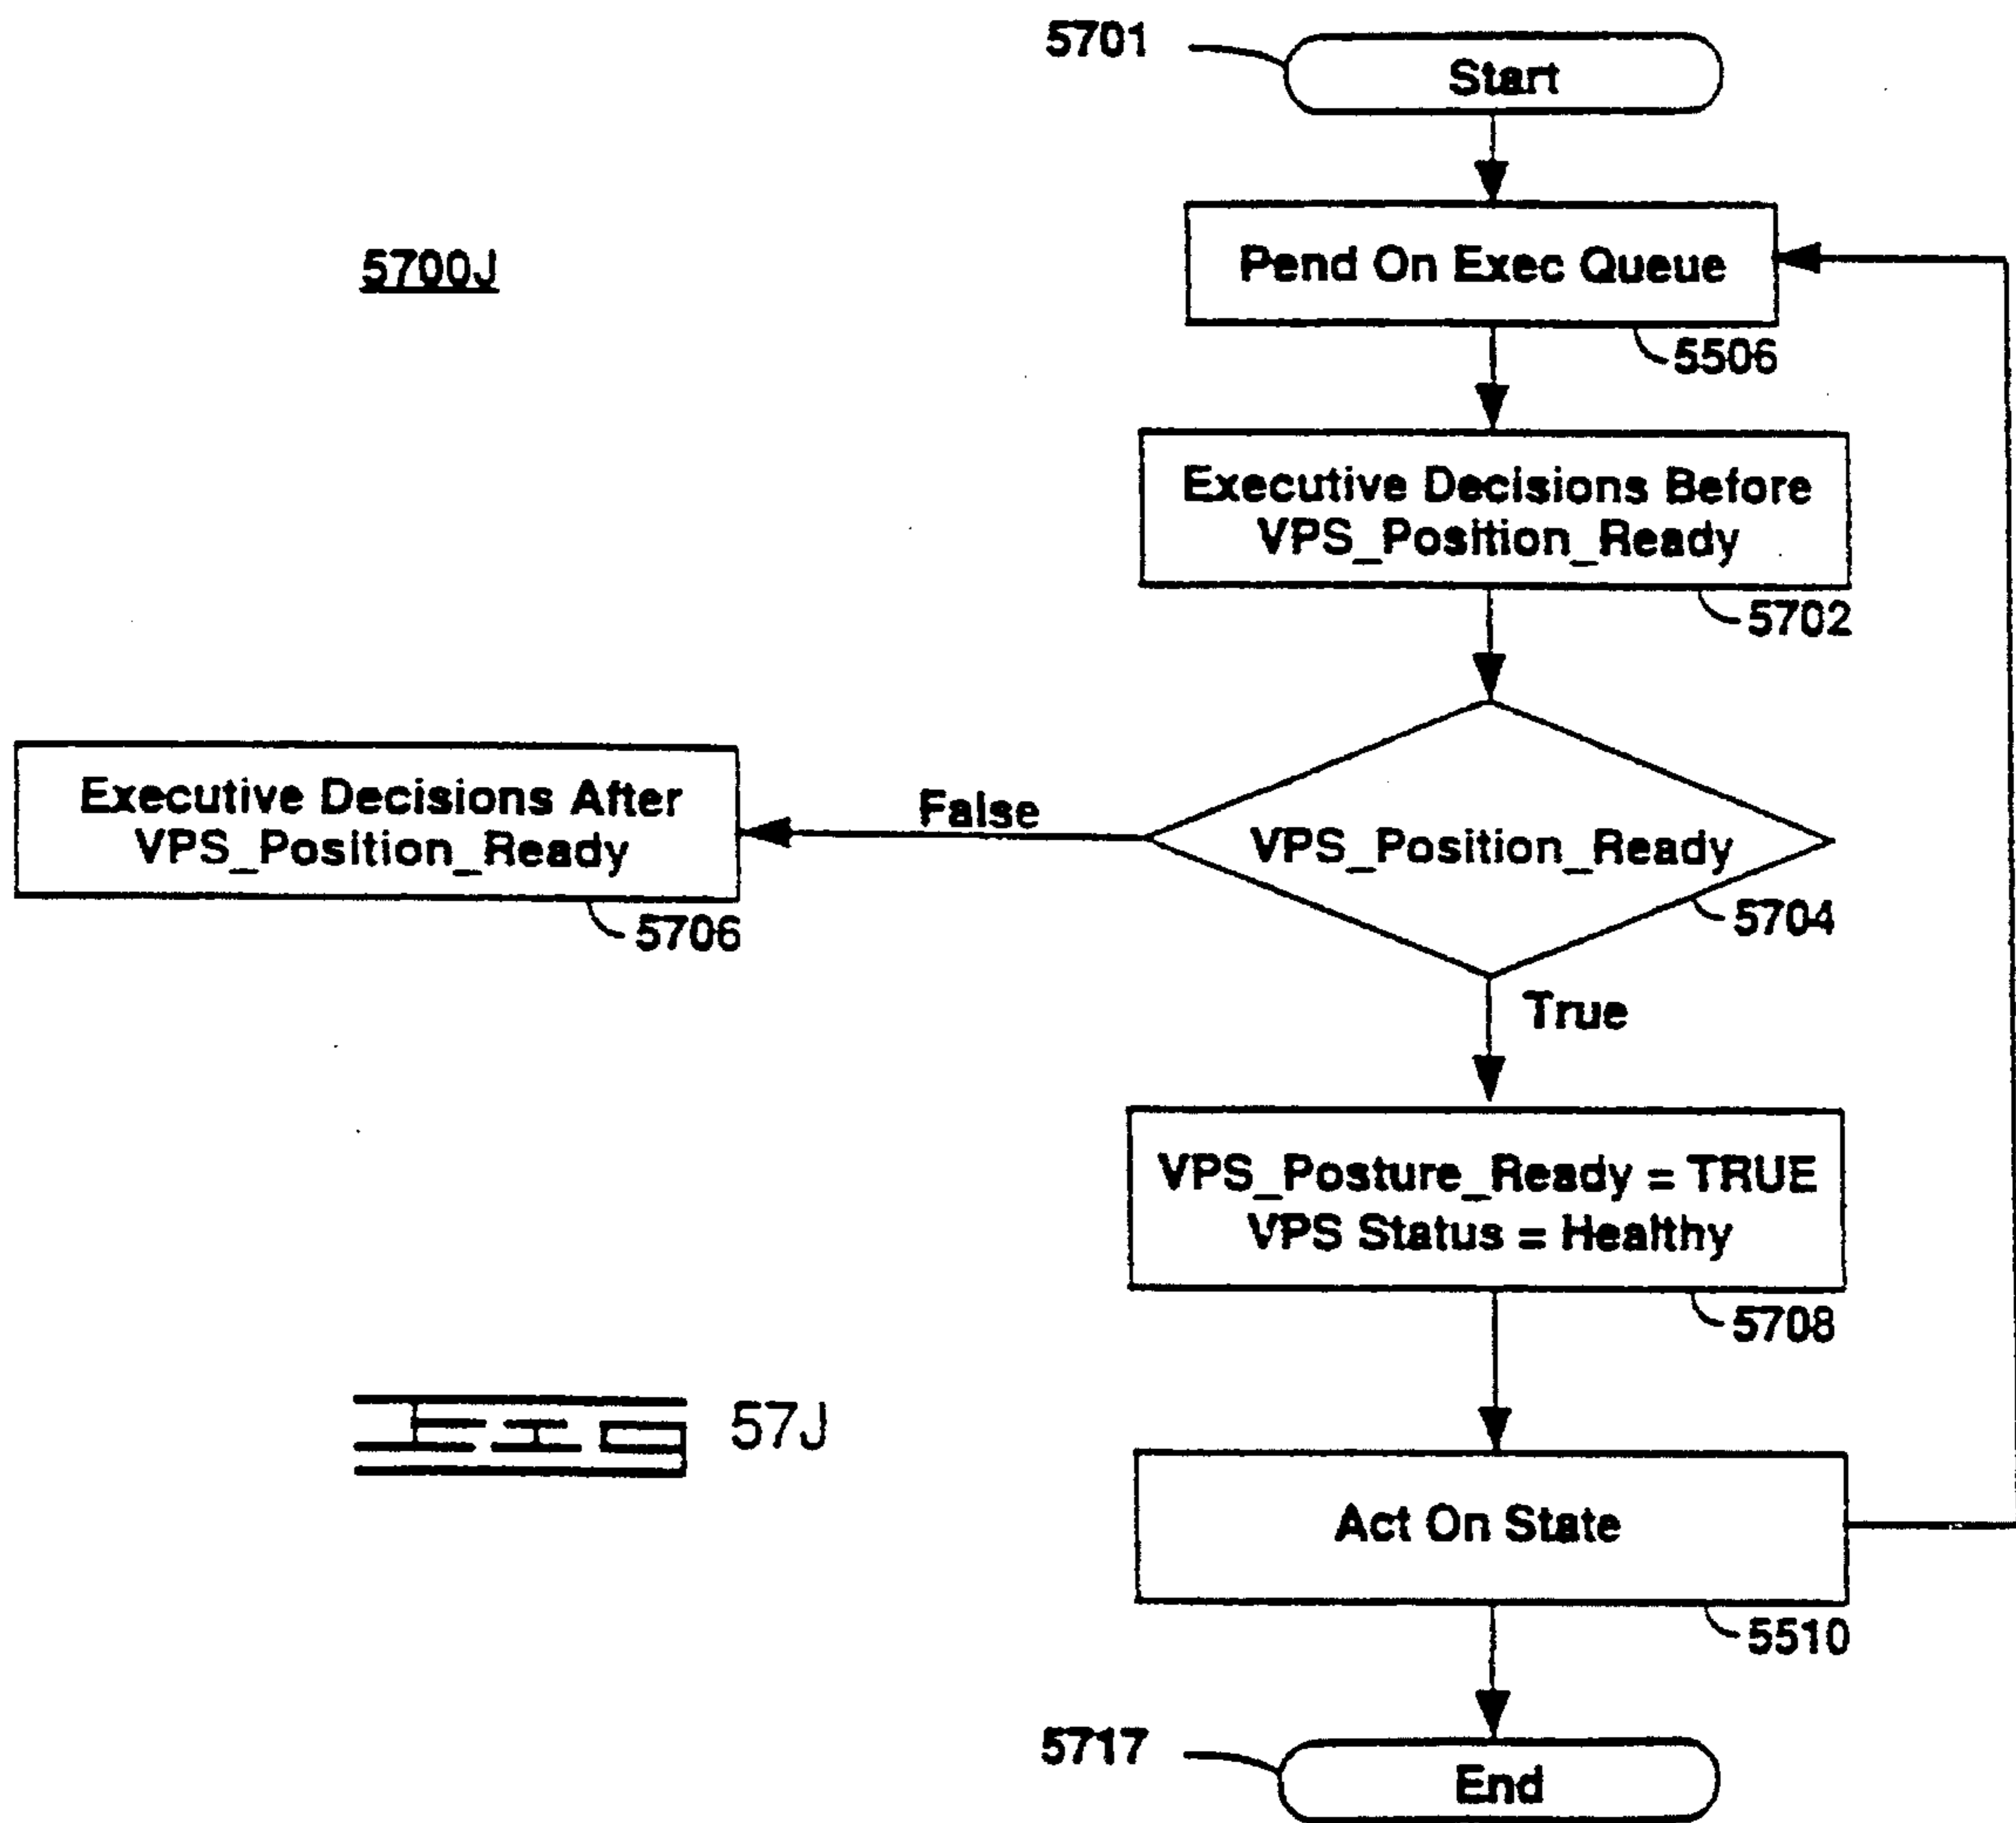 5701
Start
5700J
Pend On Exec Queue
5506
Executive Decisions Before
VPS_Position_Ready
5702
Executive Decisions After
VPS_Position_Ready
5706
False
VPS_Position_Ready
5704
True
VPS_Posture_Ready = TRUE
VPS Status = Healthy
5708
FIG 57J
Act On State
5510
5717
End